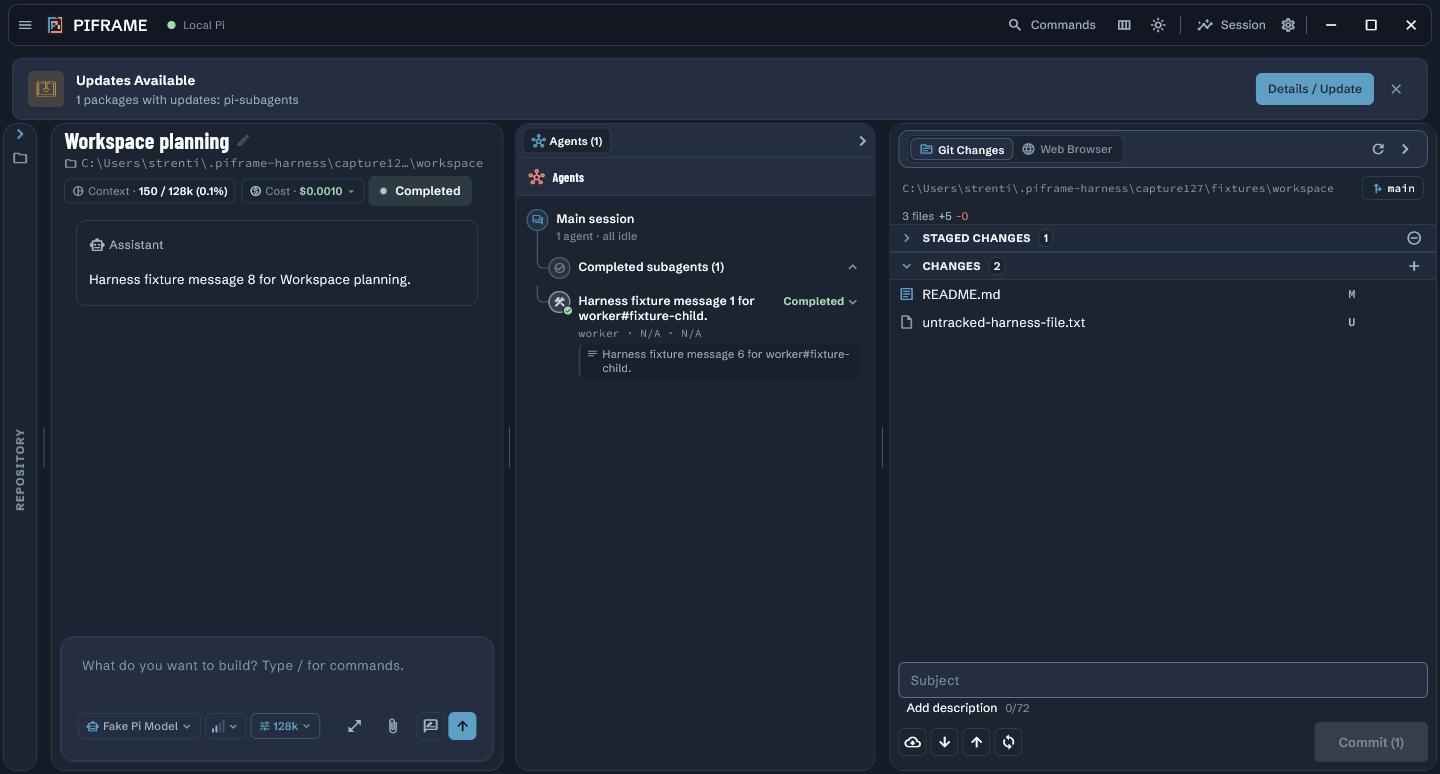 PIFRAME
Local Pi
Commands
Session
Updates Available
1 packages with updates: pi-subagents
Details / Update
REPOSITORY
Workspace planning
C:\Users\strenti\.piframe-harness\capture12…\workspace
Context · 150 / 128k (0.1%)
Cost · $0.0010
Completed
Assistant
Harness fixture message 8 for Workspace planning.
What do you want to build? Type / for commands.
Fake Pi Model
128k
Agents (1)
Agents
Main session
1 agent · all idle
Completed subagents (1)
Harness fixture message 1 for
worker#fixture-child.
Completed
worker · N/A · N/A
Harness fixture message 6 for worker#fixture-
child.
Git Changes
Web Browser
C:\Users\strenti\.piframe-harness\capture127\fixtures\workspace
main
3 files +5 -0
STAGED CHANGES 1
CHANGES 2
README.md M
untracked-harness-file.txt U
Subject
Add description 0/72
Commit (1)